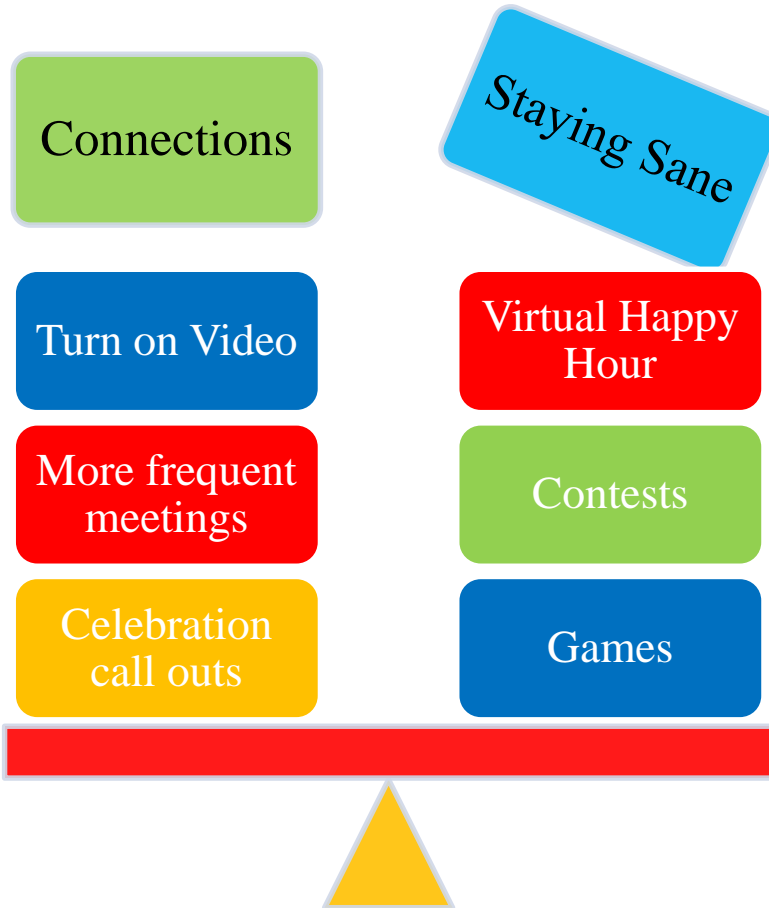 Connections
Turn on Video
More frequent
meetings
Celebration
call outs
Staying Sane
Virtual Happy
Hour
Contests
Games